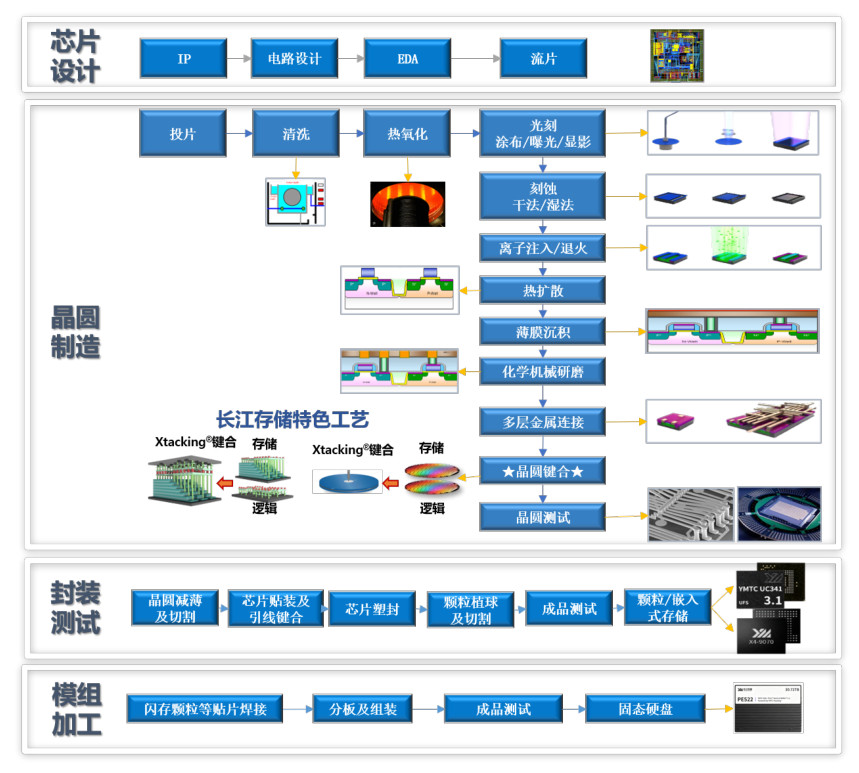 芯片
设计
IP
电路设计
EDA
流片
晶圆
制造
投片
清洗
热氧化
光刻
涂布/曝光/显影
刻蚀
干法/湿法
离子注入/退火
热扩散
薄膜沉积
化学机械研磨
多层金属连接
★晶圆键合★
晶圆测试
长江存储特色工艺
Xtacking®键合
存储
逻辑
Xtacking®键合
存储
逻辑
封装
测试
晶圆减薄
及切割
芯片贴装及
引线键合
芯片塑封
颗粒植球
及切割
成品测试
颗粒/嵌入
式存储
YMTC UC341
UFS 3.1
X4-9070
模组
加工
闪存颗粒等贴片焊接
分板及组装
成品测试
固态硬盘
PE522